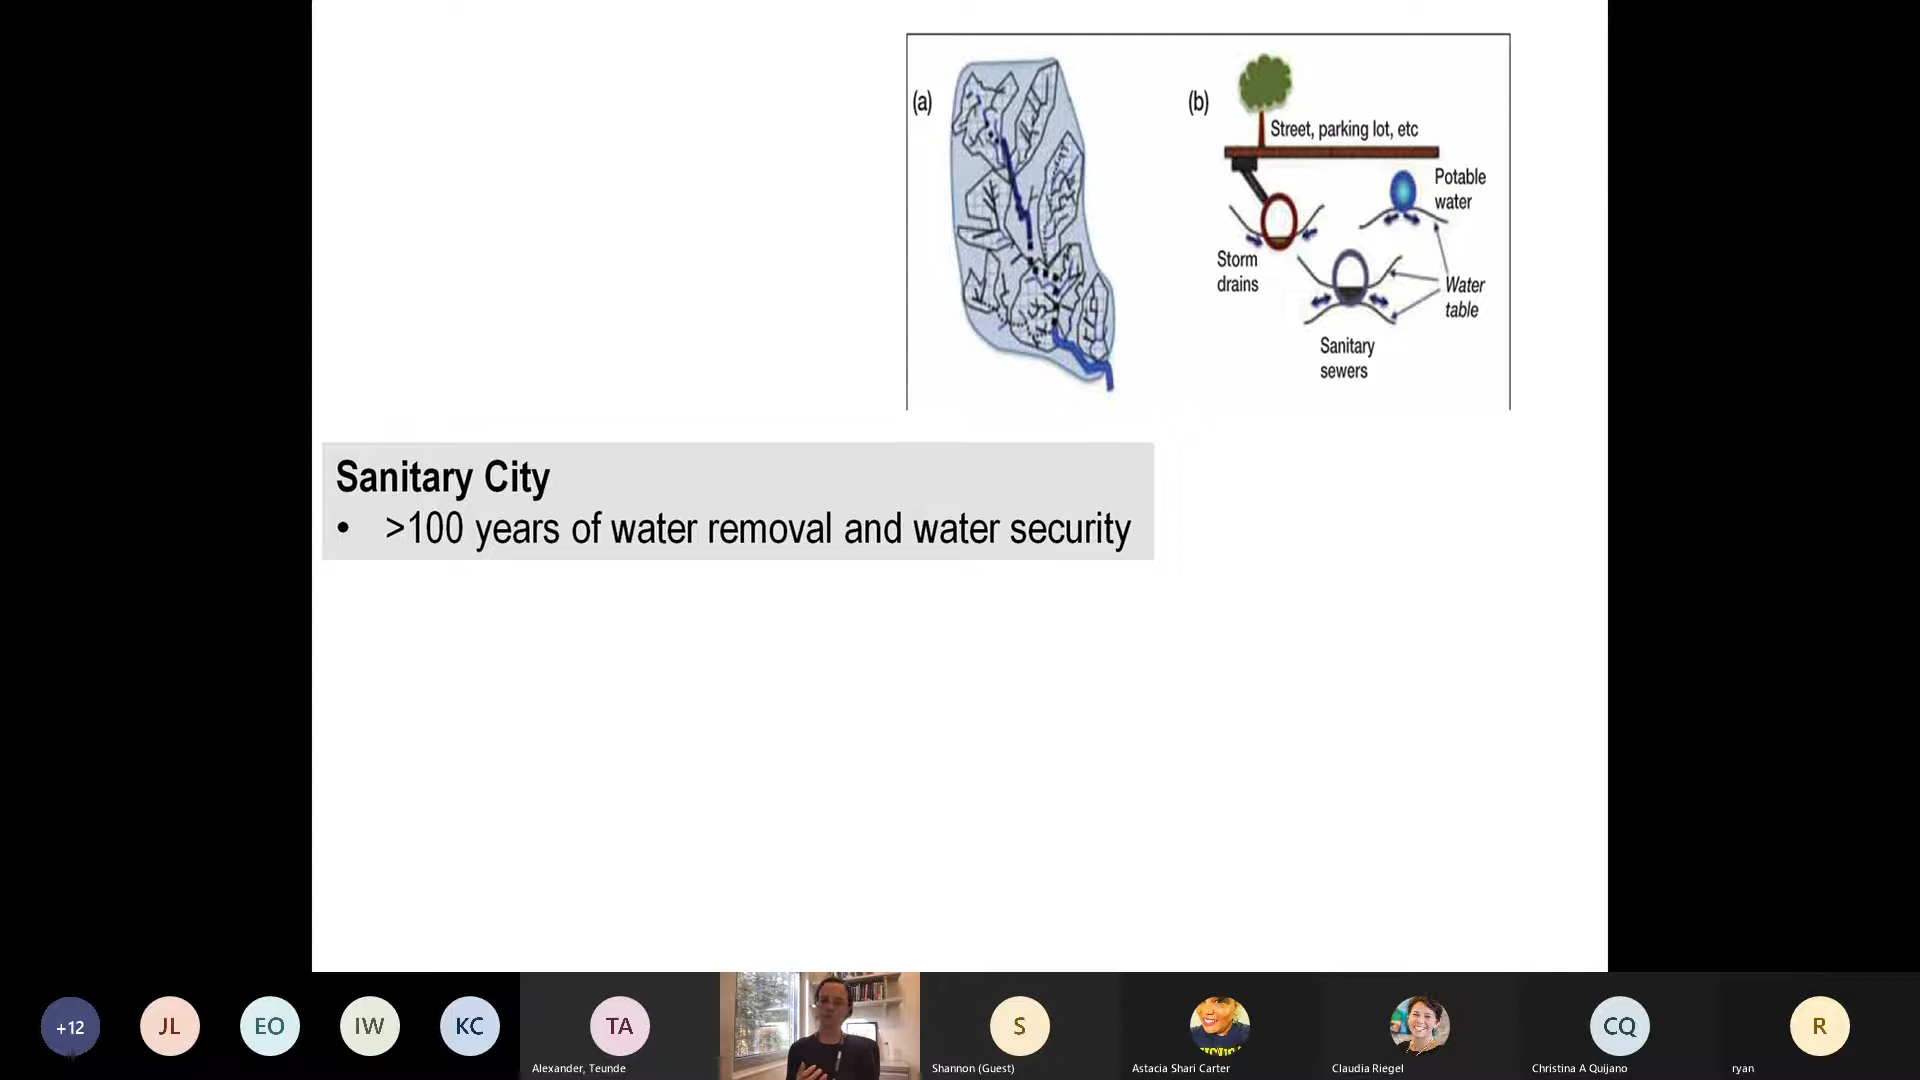 (a)
(b)
Street, parking lot, etc
Potable
water
Storm
drains
Water
table
Sanitary
sewers
Sanitary City
• >100 years of water removal and water security
+12
JL
EO
IW
KC
TA
S
CQ
R
Alexander, Teunde
Shannon (Guest)
Astacia Shari Carter
Claudia Riegel
Christina A Quijano
ryan